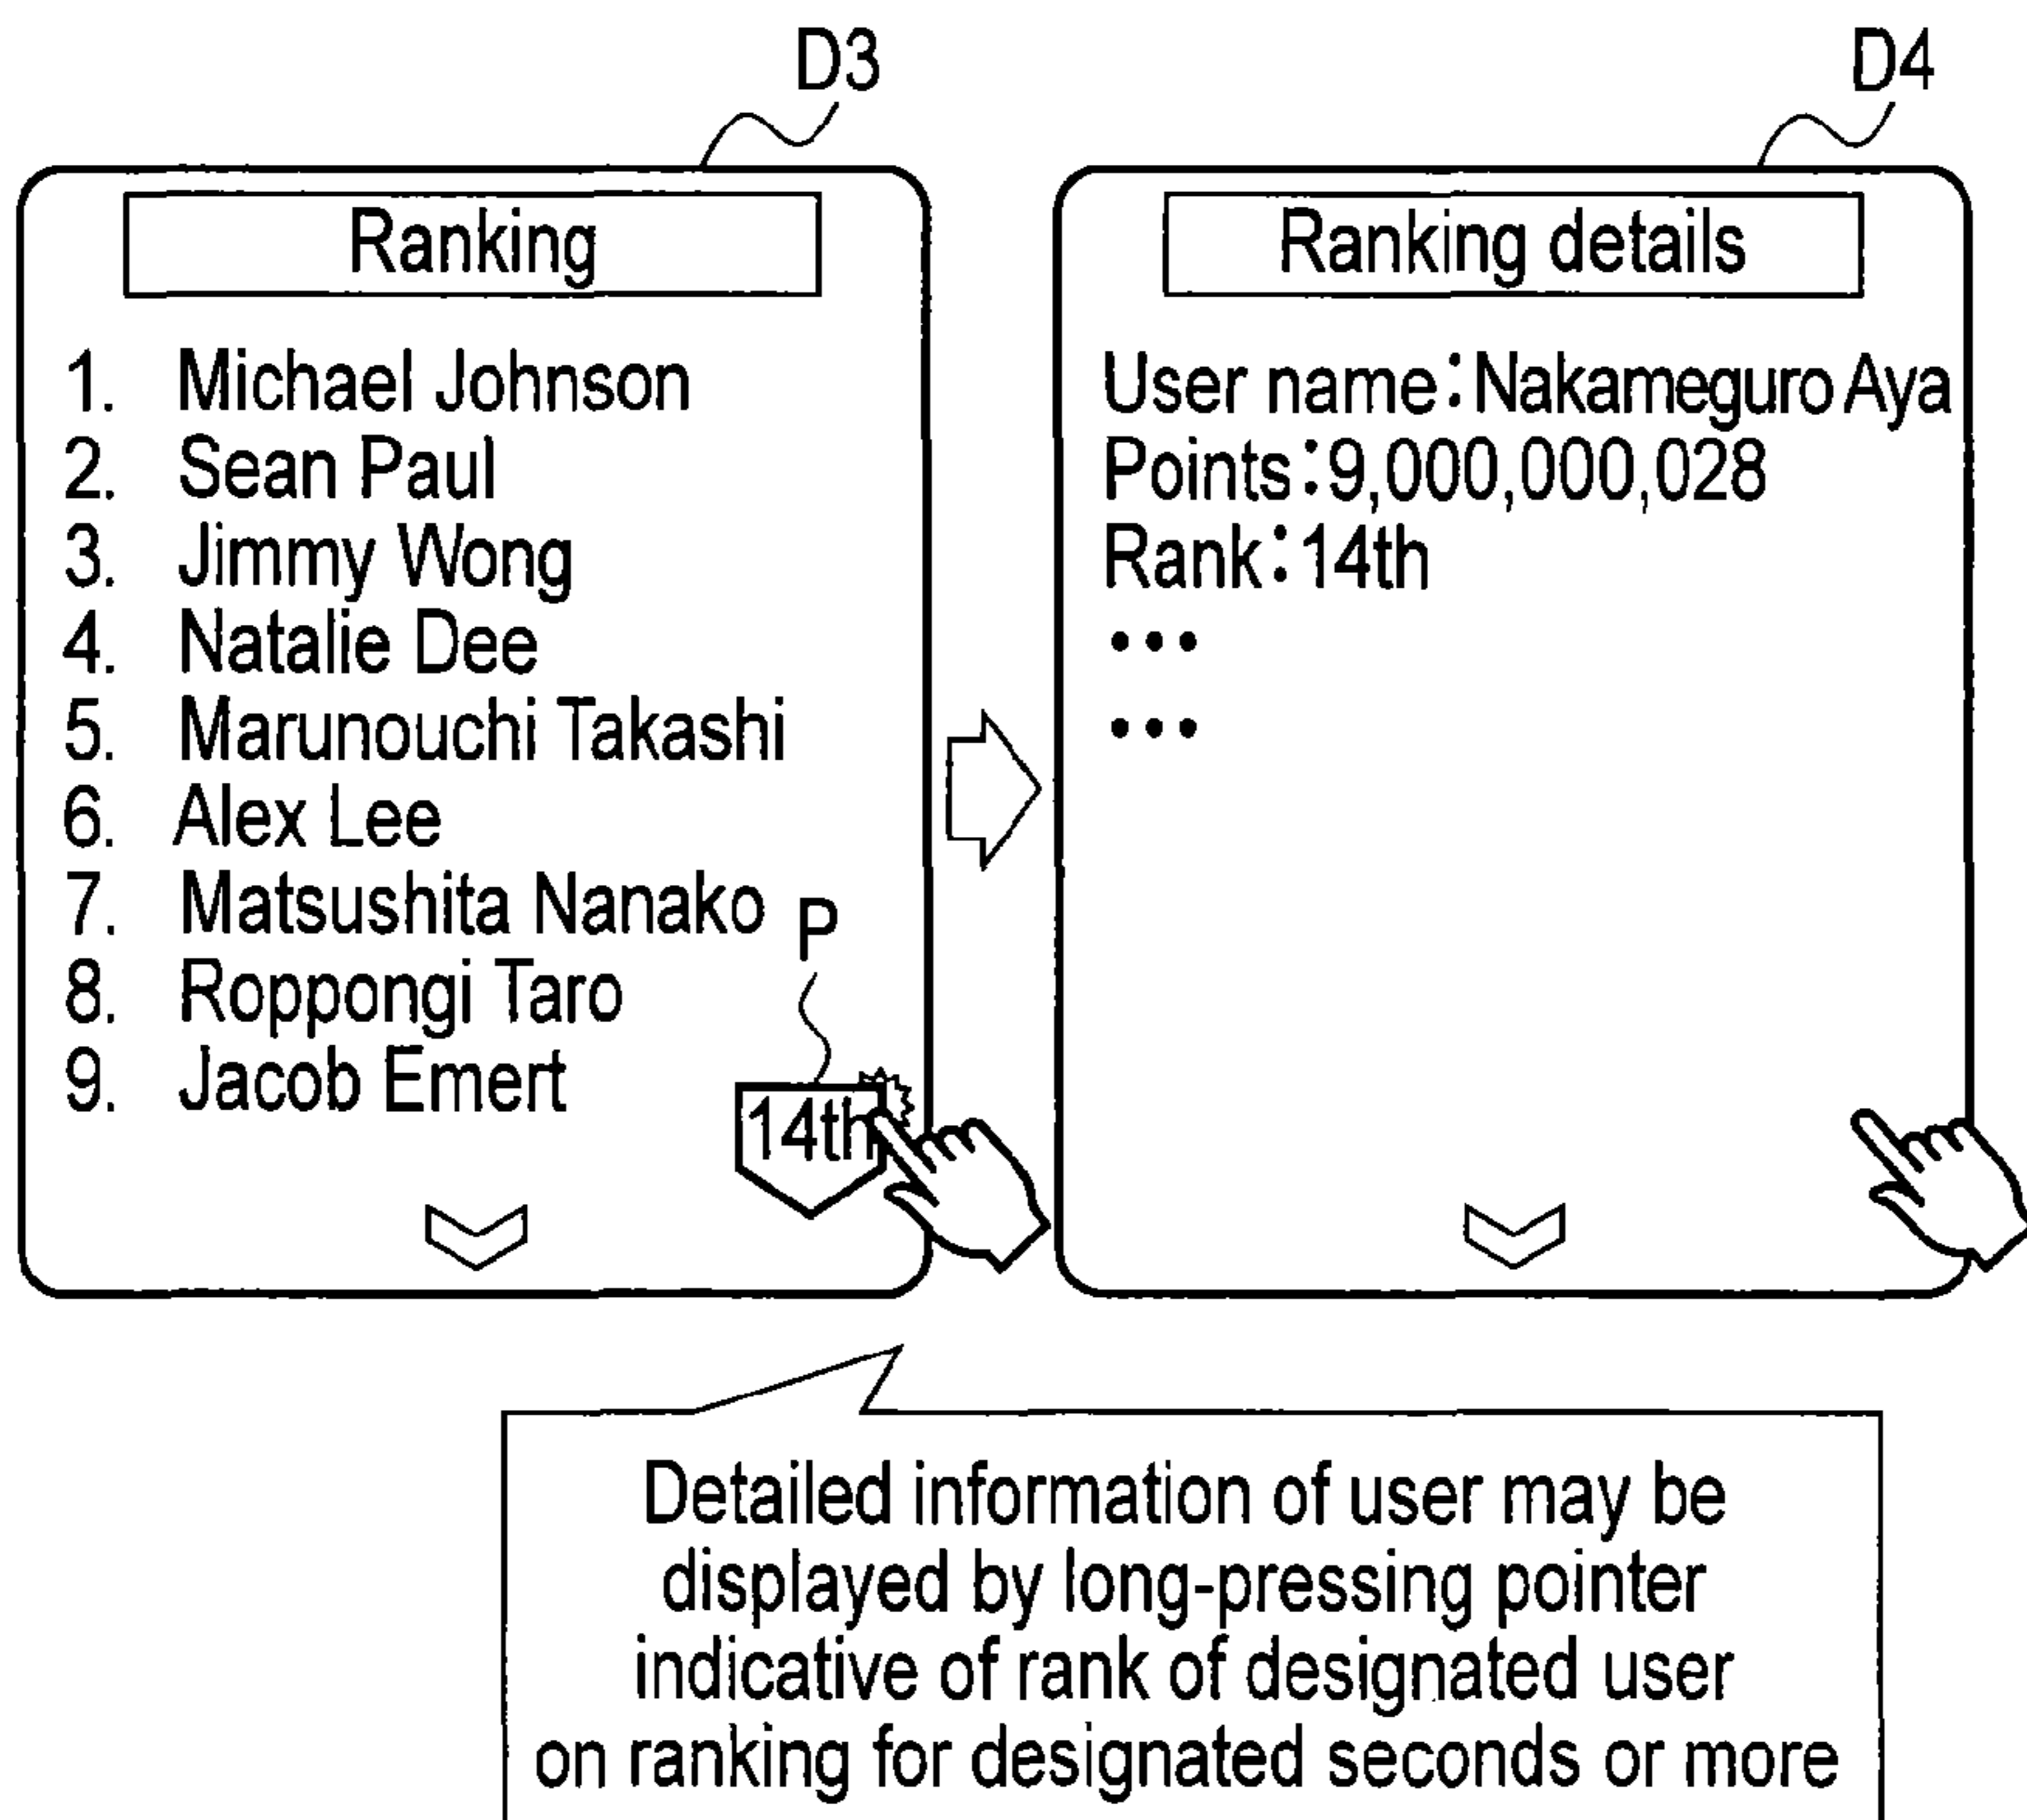 D3
Ranking
1. Michael Johnson
2. Sean Paul
3. Jimmy Wong
4. Natalie Dee
5. Marunouchi Takashi
6. Alex Lee
7. Matsushita Nanako
8. Roppongi Taro
9. Jacob Emert
P
14th
D4
Ranking details
User name:Nakameguro Aya
Points:9,000,000,028
Rank:14th
•••
•••
Detailed information of user may be
displayed by long-pressing pointer
indicative of rank of designated user
on ranking for designated seconds or more